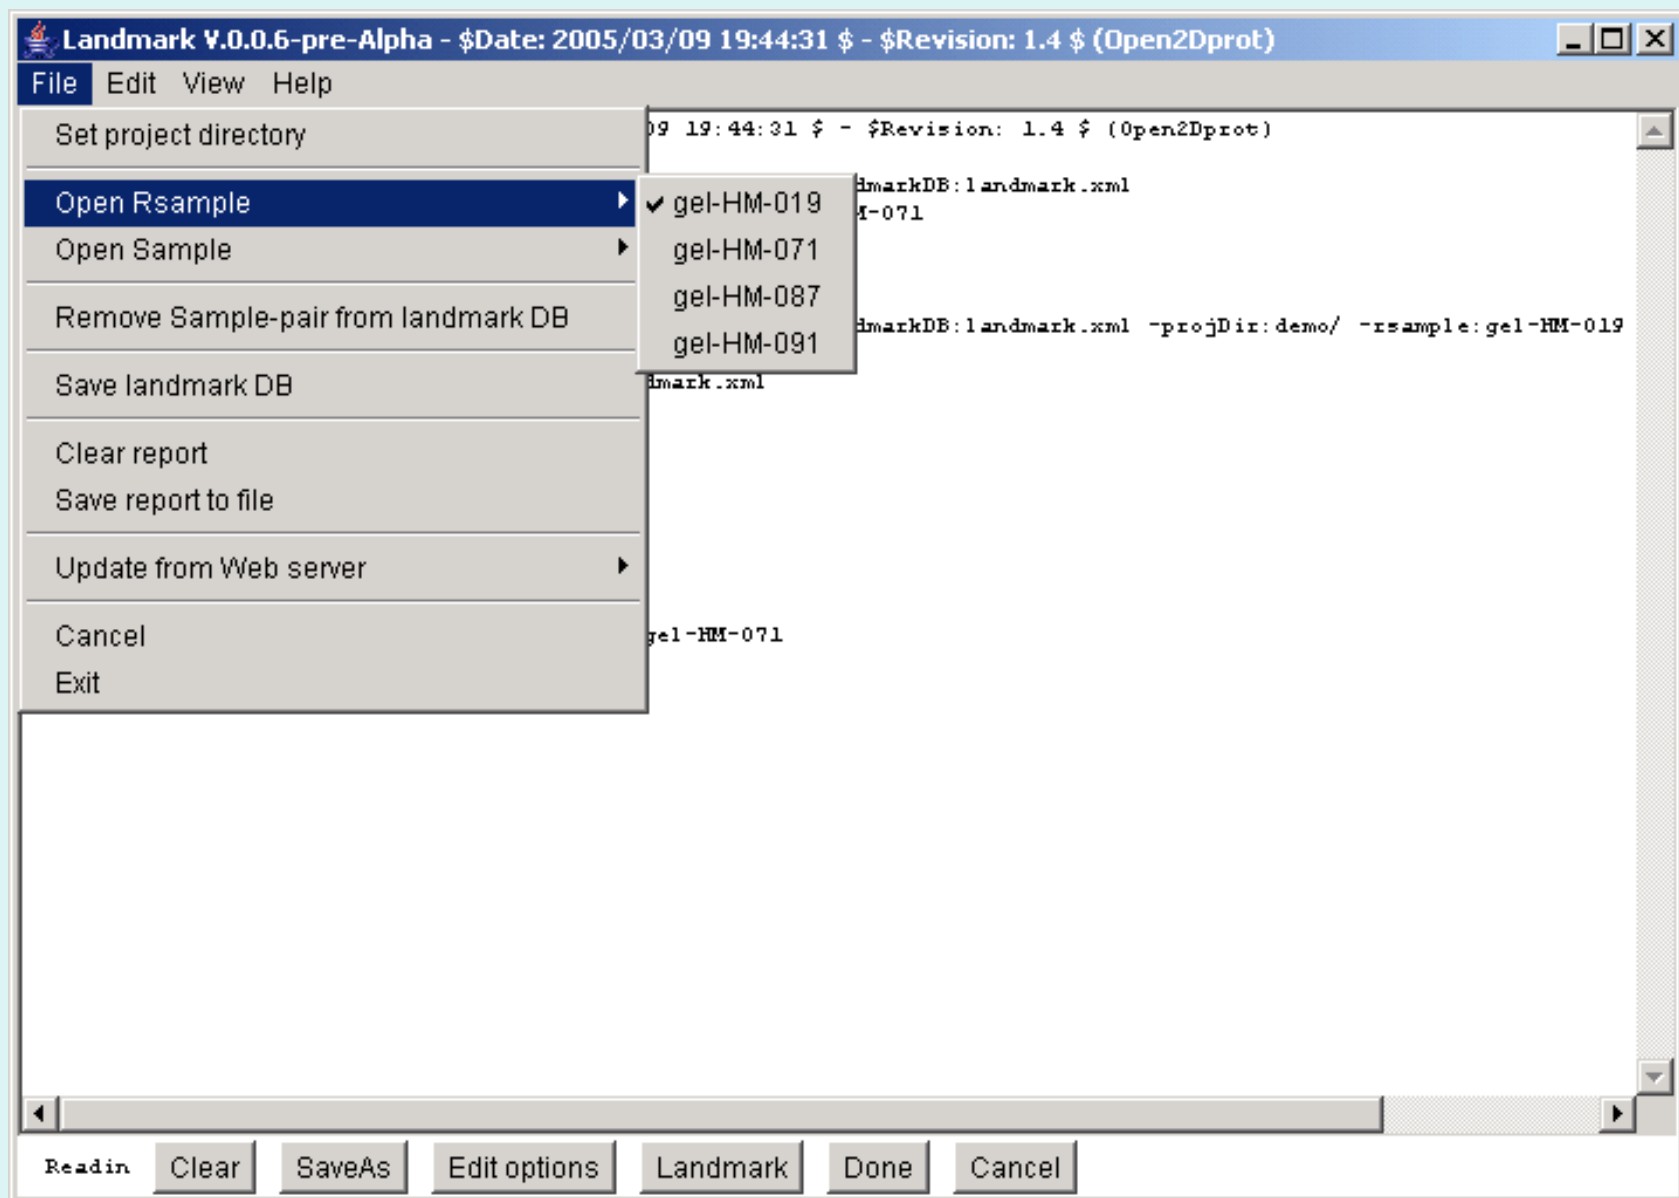 Landmark V.0.0.6-pre-Alpha - $Date: 2005/03/09 19:44:31 $ - $Revision: 1.4 $ (Open2Dprot)
File Edit View Help
Set project directory
Open Rsample
Open Sample
Remove Sample-pair from landmark DB
Save landmark DB
Clear report
Save report to file
Update from Web server
Cancel
Exit
gel-HM-019
gel-HM-071
gel-HM-087
gel-HM-091
09 19:44:31 $ - $Revision: 1.4 $ (Open2Dprot)
dmarkDB:landmark.xml
M-071
dmarkDB:landmark.xml -projDir:demo/ -rsample:gel-HM-019
dmark.xml
gel-HM-071
Readin Clear SaveAs Edit options Landmark Done Cancel